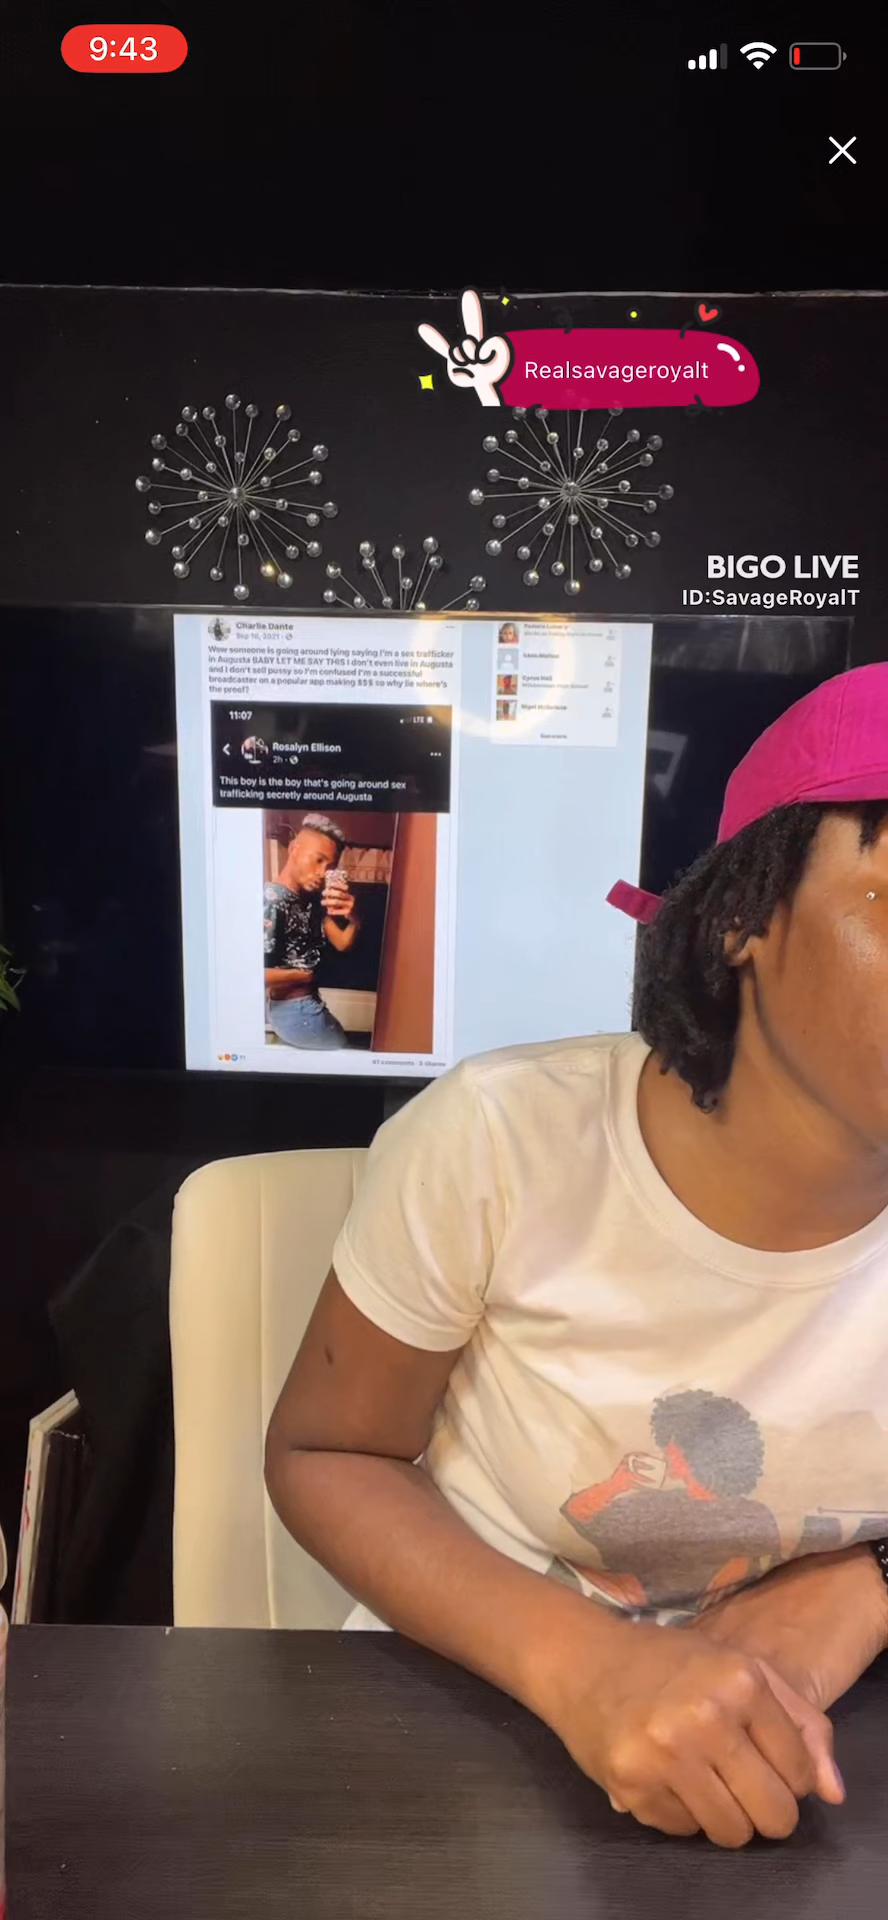 9:43
Realsavageroyalt
BIGO LIVE
ID:SavageRoyalT
Charlie Dante
Sep 16, 2021
Wow someone is going around lying saying I'm a sex trafficker
in Augusta BABY LET ME SAY THIS I don't even live in Augusta
and I don't sell pussy so I'm confused I'm a successful
broadcaster on a popular app making $$$ so why lie where's
the proof?
11:07
LTE
Rosalyn Ellison
2h
This boy is the boy that's going around sex
trafficking secretly around Augusta